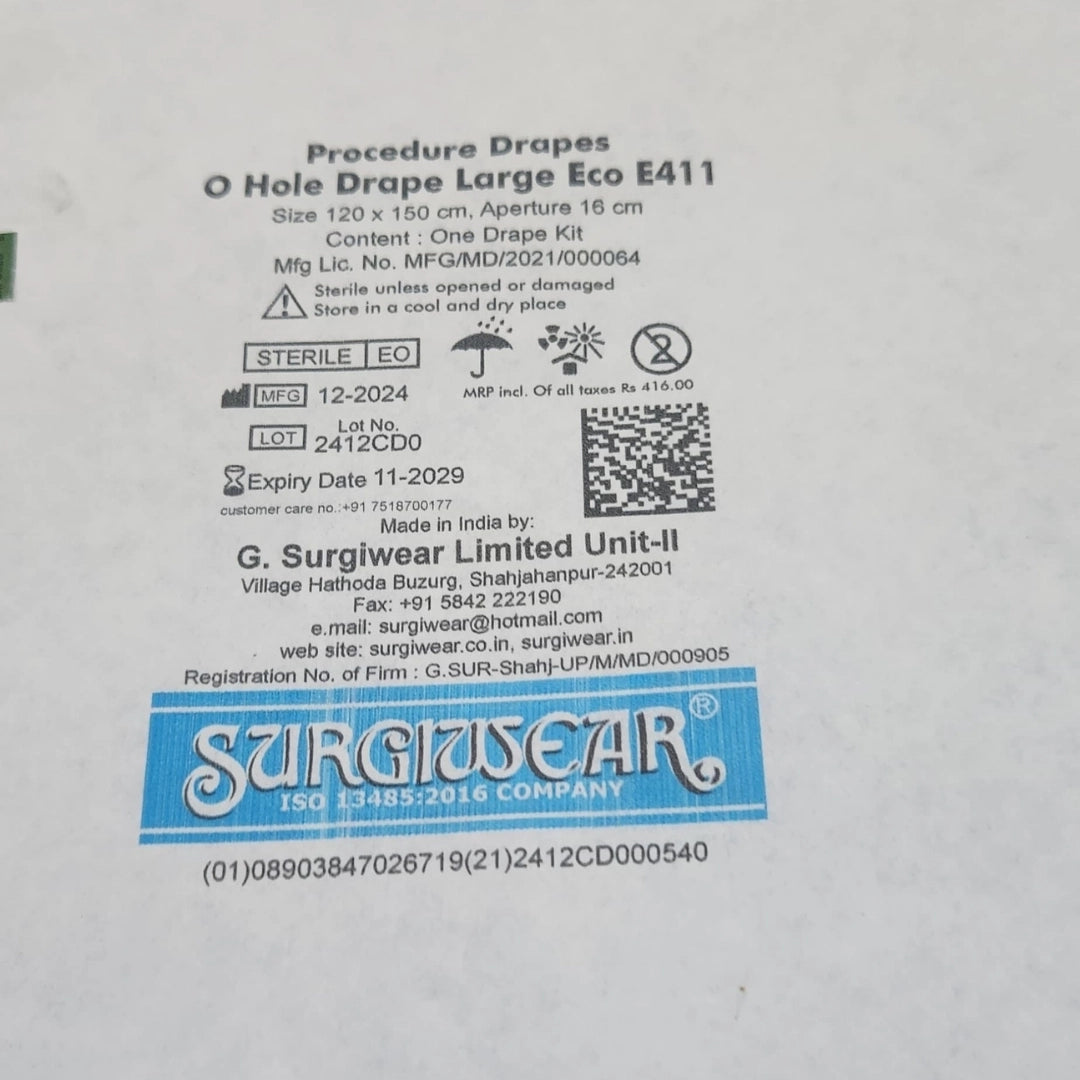 Procedure Drapes
O Hole Drape Large Eco E411
Size 120 x 150 cm, Aperture 16 cm
Content : One Drape Kit
Mfg Lic. No. MFG/MD/2021/000064
Sterile unless opened or damaged
Store in a cool and dry place
STERILE EO
2
MFG 12-2024
MRP incl. Of all taxes Rs 416.00
Lot No.
LOT 2412CD0
Expiry Date 11-2029
customer care no.:+91 7518700177
Made in India by:
G. Surgiwear Limited Unit-II
Village Hathoda Buzurg, Shahjahanpur-242001
Fax: +91 5842 222190
e.mail: surgiwear@hotmail.com
web site: surgiwear.co.in, surgiwear.in
Registration No. of Firm : G.SUR-Shahj-UP/M/MD/000905
SURGIWEAR®
ISO 13485:2016 COMPANY
(01)08903847026719(21)2412CD000540